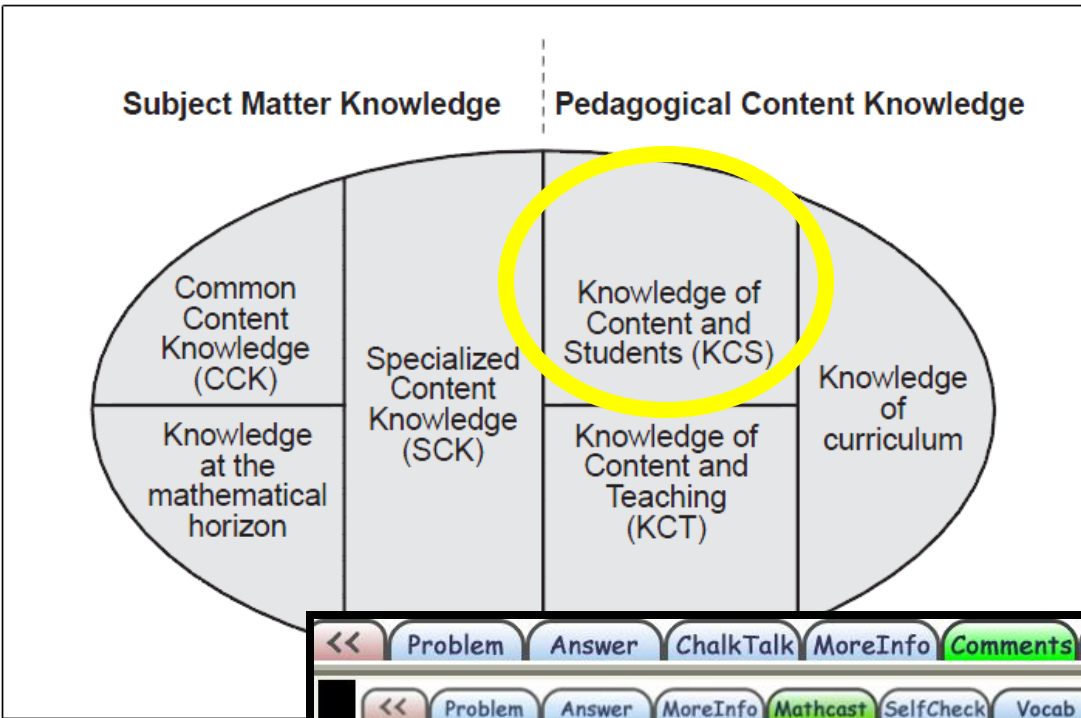 Subject Matter Knowledge
Pedagogical Content Knowledge
Common
Content
Knowledge
(CCK)
Knowledge
at the
mathematical
horizon
Specialized
Content
Knowledge
(SCK)
Knowledge of
Content and
Students (KCS)
Knowledge of
Content and
Teaching
(KCT)
Knowledge
of
curriculum
<< Problem Answer ChalkTalk MoreInfo Comments
<< Problem Answer MoreInfo Mathcast SelfCheck Vocab